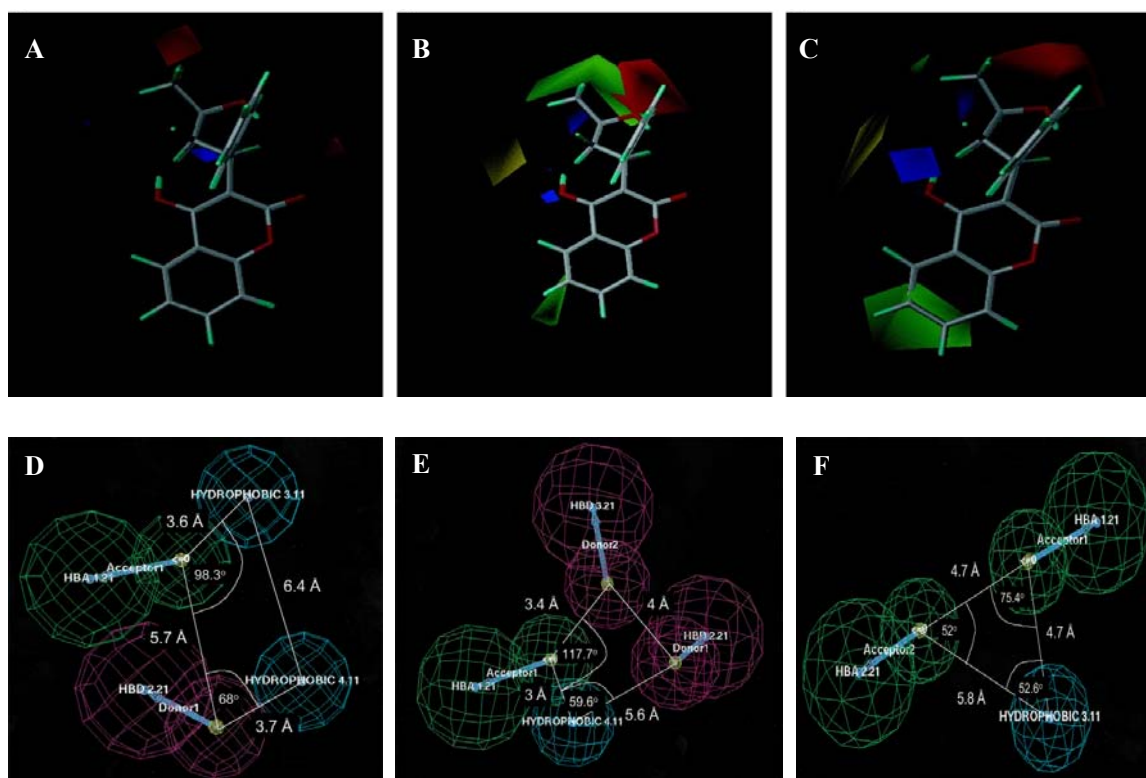 A
B
C
D
HYDROPHOBIC 3.11
3.6 Å
Acceptor1
HBA 1.21
98.3°
6.4 Å
5.7 Å
HYDROPHOBIC 4.11
HBD 2.21
Donor1
68°
3.7 Å
E
HBD 3.21
Donor2
3.4 Å
4 Å
HBD 2.21
Donor1
117.7°
Acceptor1
HBA 1.21
3 Å
59.6°
5.6 Å
HYDROPHOBIC 4.11
F
HBA 1.21
Acceptor1
4.7 Å
75.4°
52°
4.7 Å
Acceptor2
HBA 2.21
5.8 Å
52.6°
HYDROPHOBIC 3.11